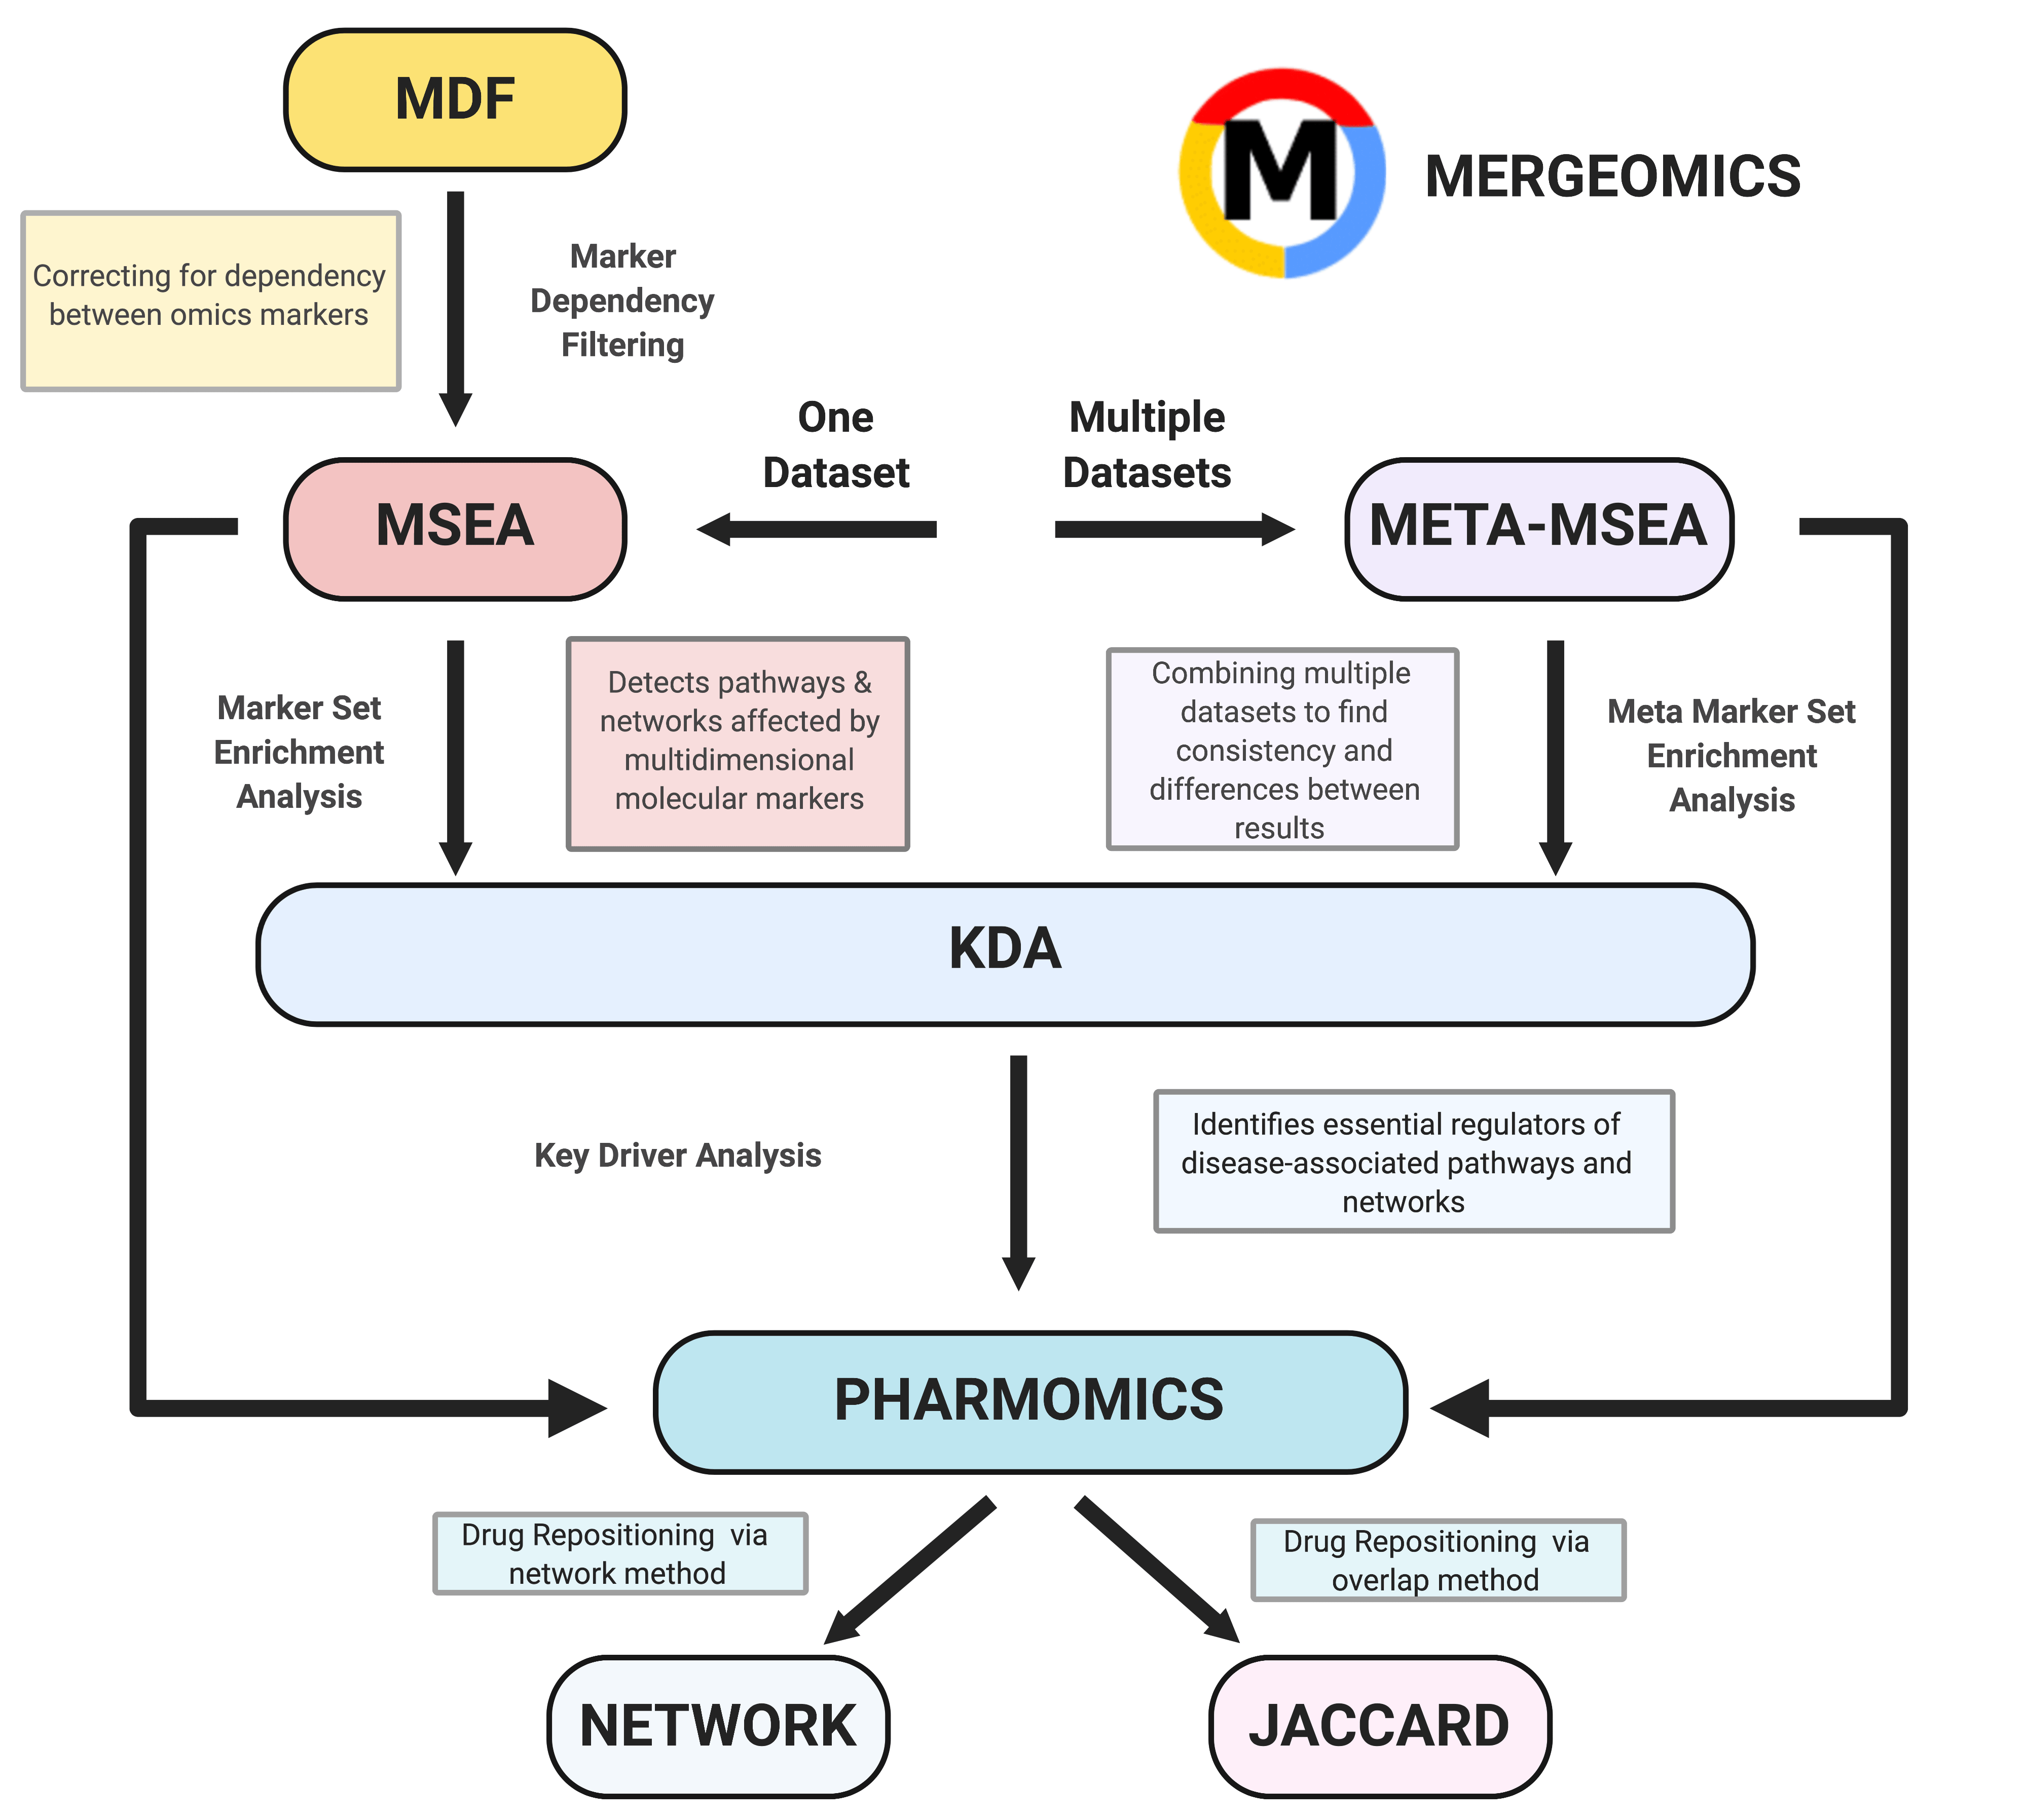 MDF
M
MERGEOMICS
Correcting for dependency
between omics markers
Marker
Dependency
Filtering
One
Dataset
Multiple
Datasets
MSEA
META-MSEA
Marker Set
Enrichment
Analysis
Detects pathways &
networks affected by
multidimensional
molecular markers
Combining multiple
datasets to find
consistency and
differences between
results
Meta Marker Set
Enrichment
Analysis
KDA
Key Driver Analysis
Identifies essential regulators of
disease-associated pathways and
networks
PHARMOMICS
Drug Repositioning  via
network method
Drug Repositioning  via
overlap method
NETWORK
JACCARD